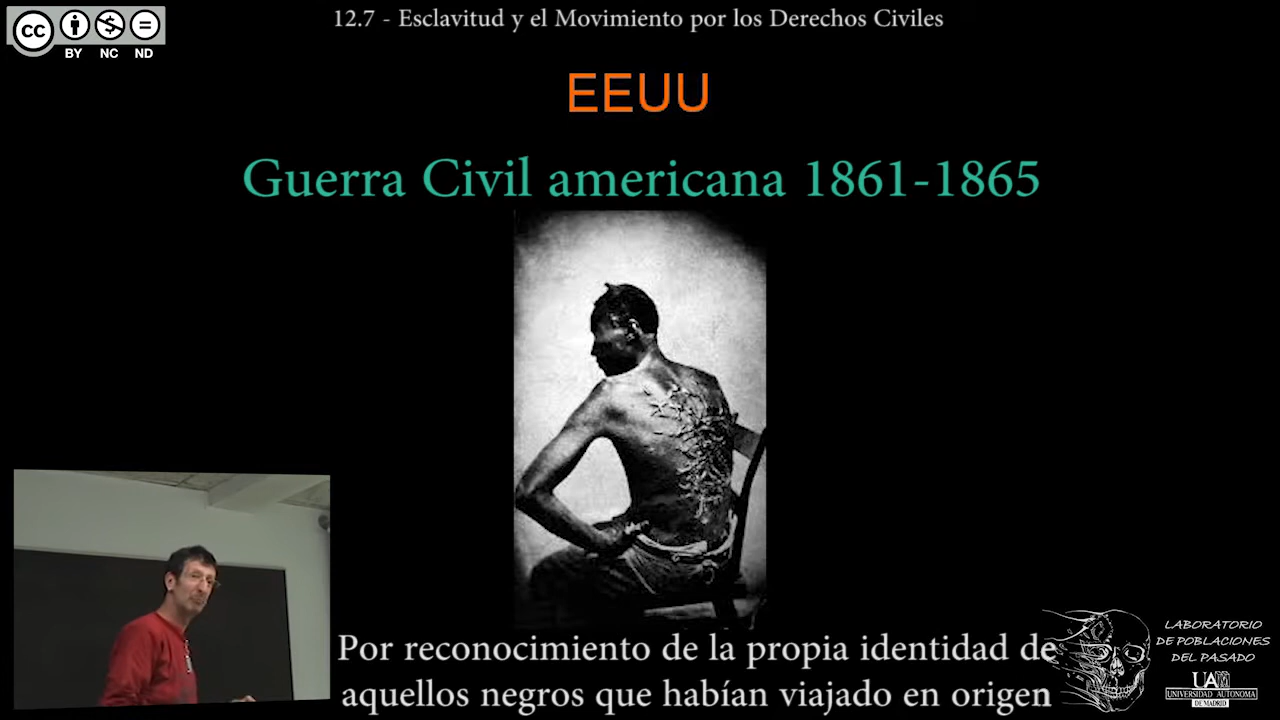 12.7 - Esclavitud y el Movimiento por los Derechos Civiles
cc
BY NC ND
EEUU
Guerra Civil americana 1861-1865
Por reconocimiento de la propia identidad de
aquellos negros que habían viajado en origen
LABORATORIO
DE POBLACIONES
DEL PASADO
UAM
UNIVERSIDAD AUTONOMA
DE MADRID